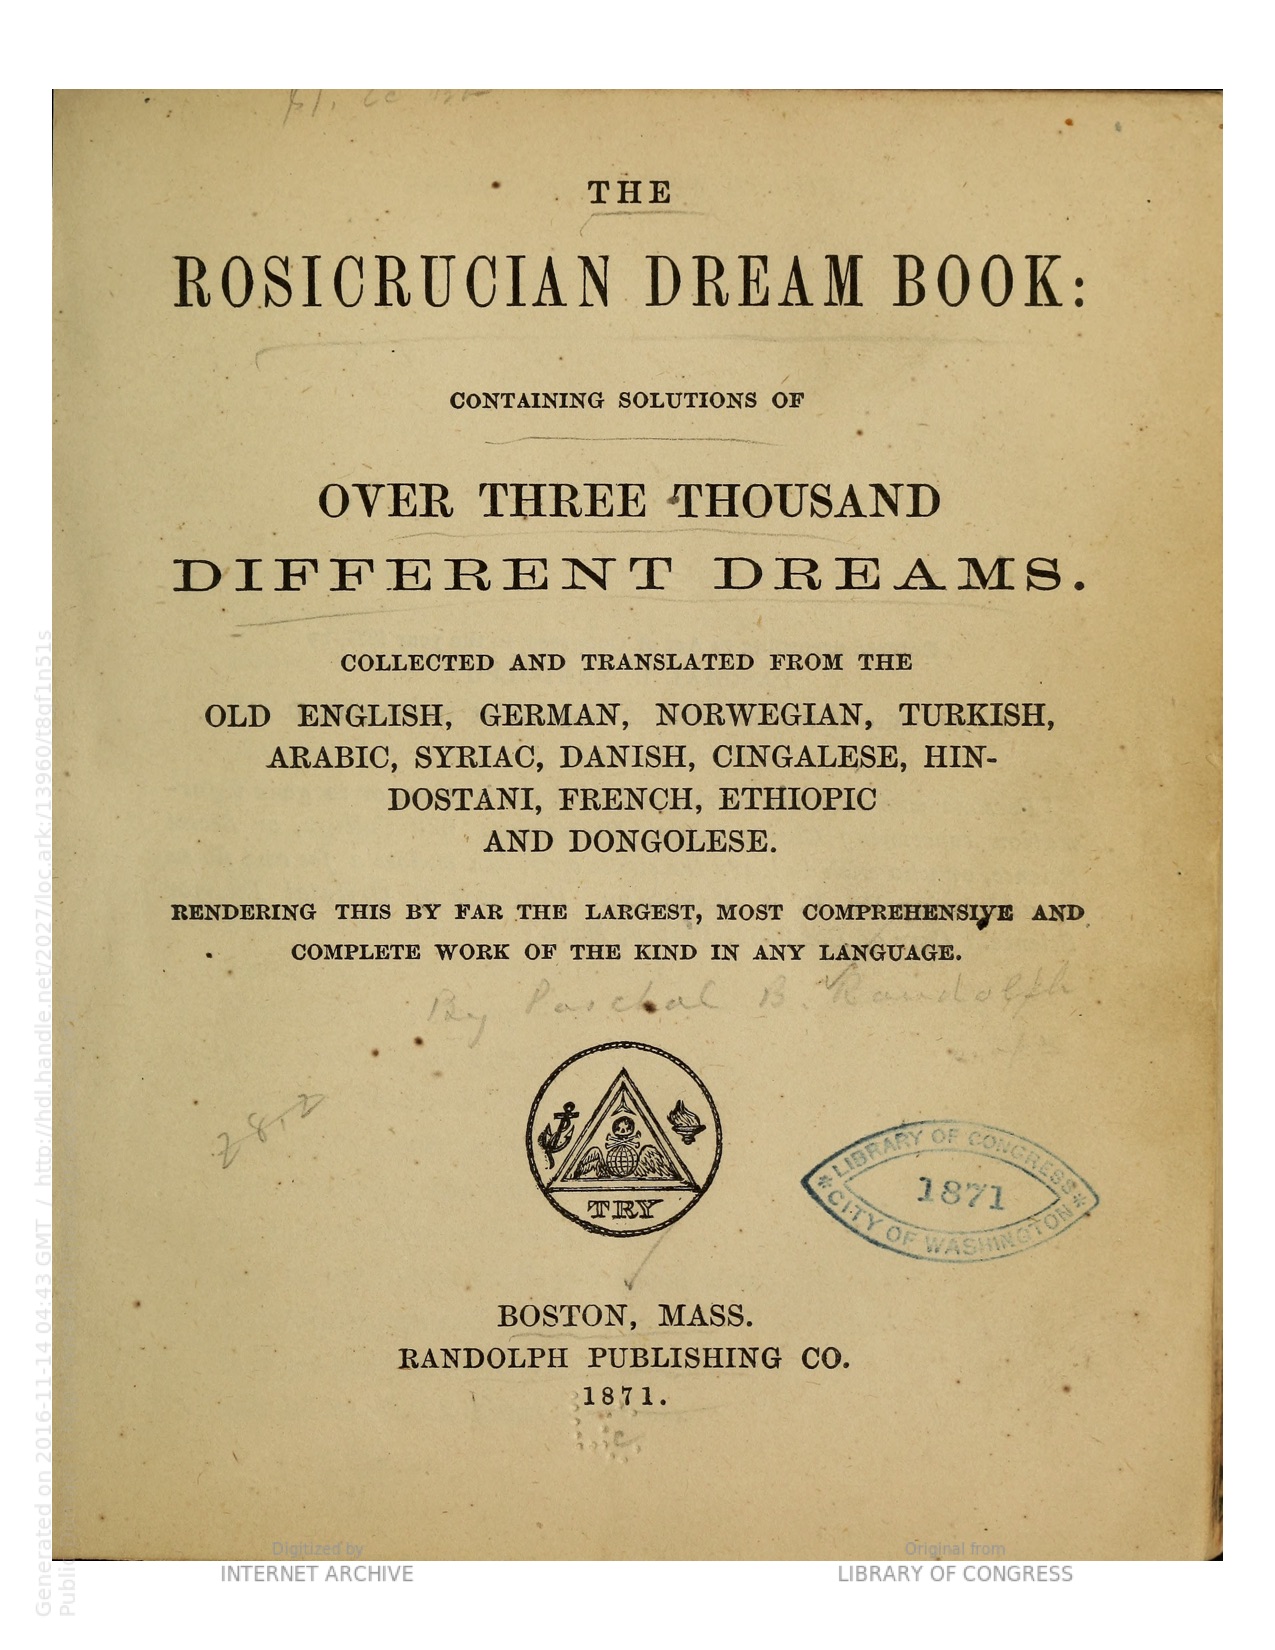 THE
ROSICRUCIAN DREAM BOOK:
CONTAINING SOLUTIONS OF
OVER THREE THOUSAND
DIFFERENT DREAMS.
COLLECTED AND TRANSLATED FROM THE
OLD ENGLISH, GERMAN, NORWEGIAN, TURKISH,
ARABIC, SYRIAC, DANISH, CINGALESE, HIN-
DOSTANI, FRENCH, ETHIOPIC
AND DONGOLESE.
RENDERING THIS BY FAR THE LARGEST, MOST COMPREHENSIVE AND
COMPLETE WORK OF THE KIND IN ANY LANGUAGE.
By Paschal B. Randolph
TRY
LIBRARY OF CONGRESS
1871
CITY OF WASHINGTON
BOSTON, MASS.
RANDOLPH PUBLISHING CO.
1871.
Digitized by
INTERNET ARCHIVE
Original from
LIBRARY OF CONGRESS
Generated on 2016-11-14 04:43 GMT / http://hdl.handle.net/2027/loc.ark:/13960/t8qf1n51s
Public